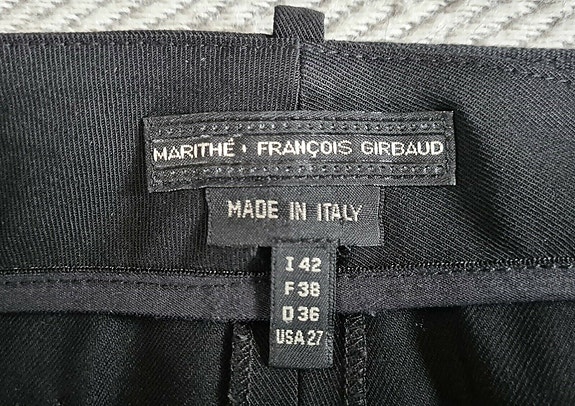 MARITHÉ • FRANÇOIS GIRBAUD
MADE IN ITALY
I 42
F 38
D 36
USA 27